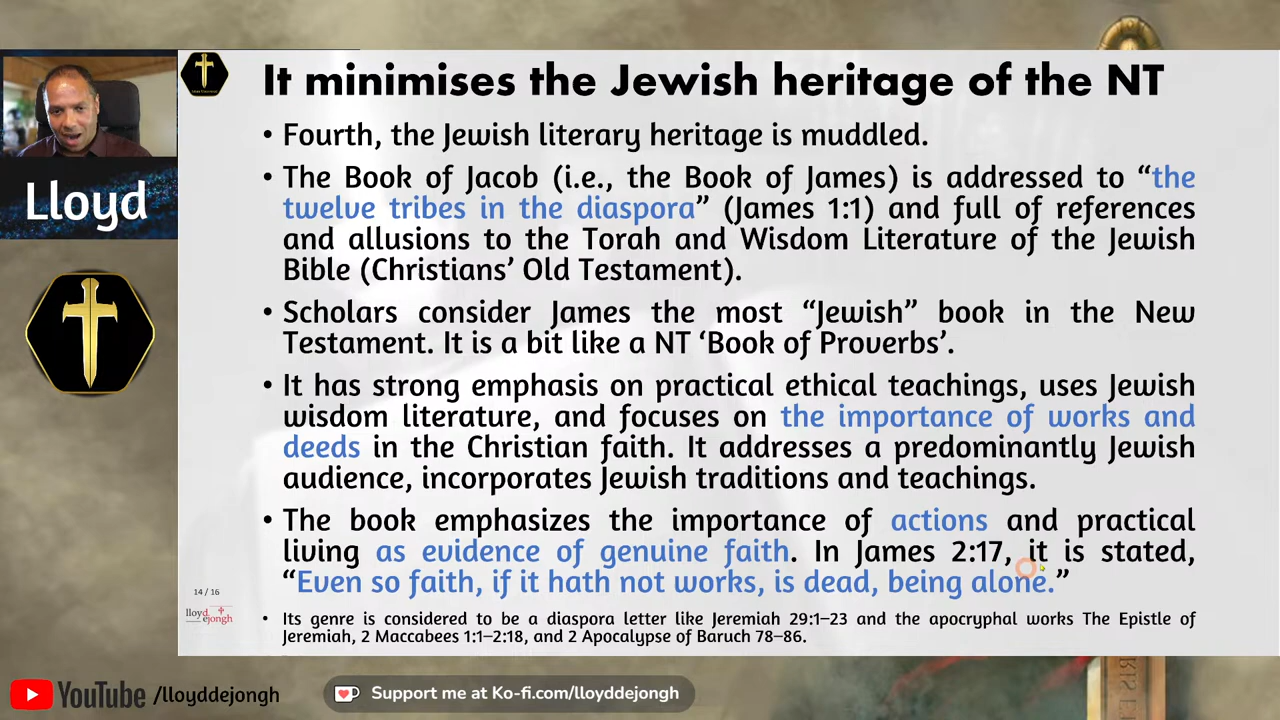 It minimises the Jewish heritage of the NT
• Fourth, the Jewish literary heritage is muddled.
• The Book of Jacob (i.e., the Book of James) is addressed to “the
twelve tribes in the diaspora” (James 1:1) and full of references
and allusions to the Torah and Wisdom Literature of the Jewish
Bible (Christians’ Old Testament).
• Scholars consider James the most “Jewish” book in the New
Testament. It is a bit like a NT ‘Book of Proverbs’.
• It has strong emphasis on practical ethical teachings, uses Jewish
wisdom literature, and focuses on the importance of works and
deeds in the Christian faith. It addresses a predominantly Jewish
audience, incorporates Jewish traditions and teachings.
• The book emphasizes the importance of actions and practical
living as evidence of genuine faith. In James 2:17, it is stated,
“Even so faith, if it hath not works, is dead, being alone.”
• Its genre is considered to be a diaspora letter like Jeremiah 29:1–23 and the apocryphal works The Epistle of
Jeremiah, 2 Maccabees 1:1–2:18, and 2 Apocalypse of Baruch 78–86.
Lloyd
14 / 16
lloyd
ejongh
YouTube /lloyddejongh
Support me at Ko-fi.com/lloyddejongh